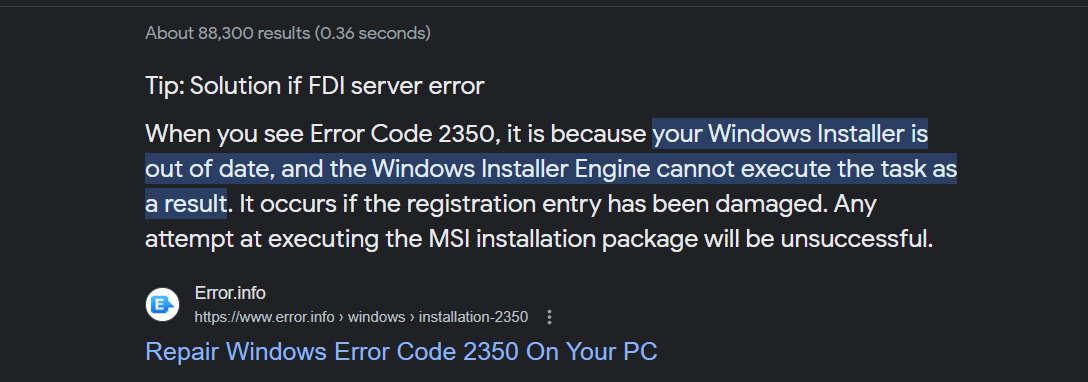 About 88,300 results (0.36 seconds)
Tip: Solution if FDI server error
When you see Error Code 2350, it is because your Windows Installer is
out of date, and the Windows Installer Engine cannot execute the task as
a result. It occurs if the registration entry has been damaged. Any
attempt at executing the MSI installation package will be unsuccessful.
E
Error.info
https://www.error.info › windows › installation-2350
Repair Windows Error Code 2350 On Your PC